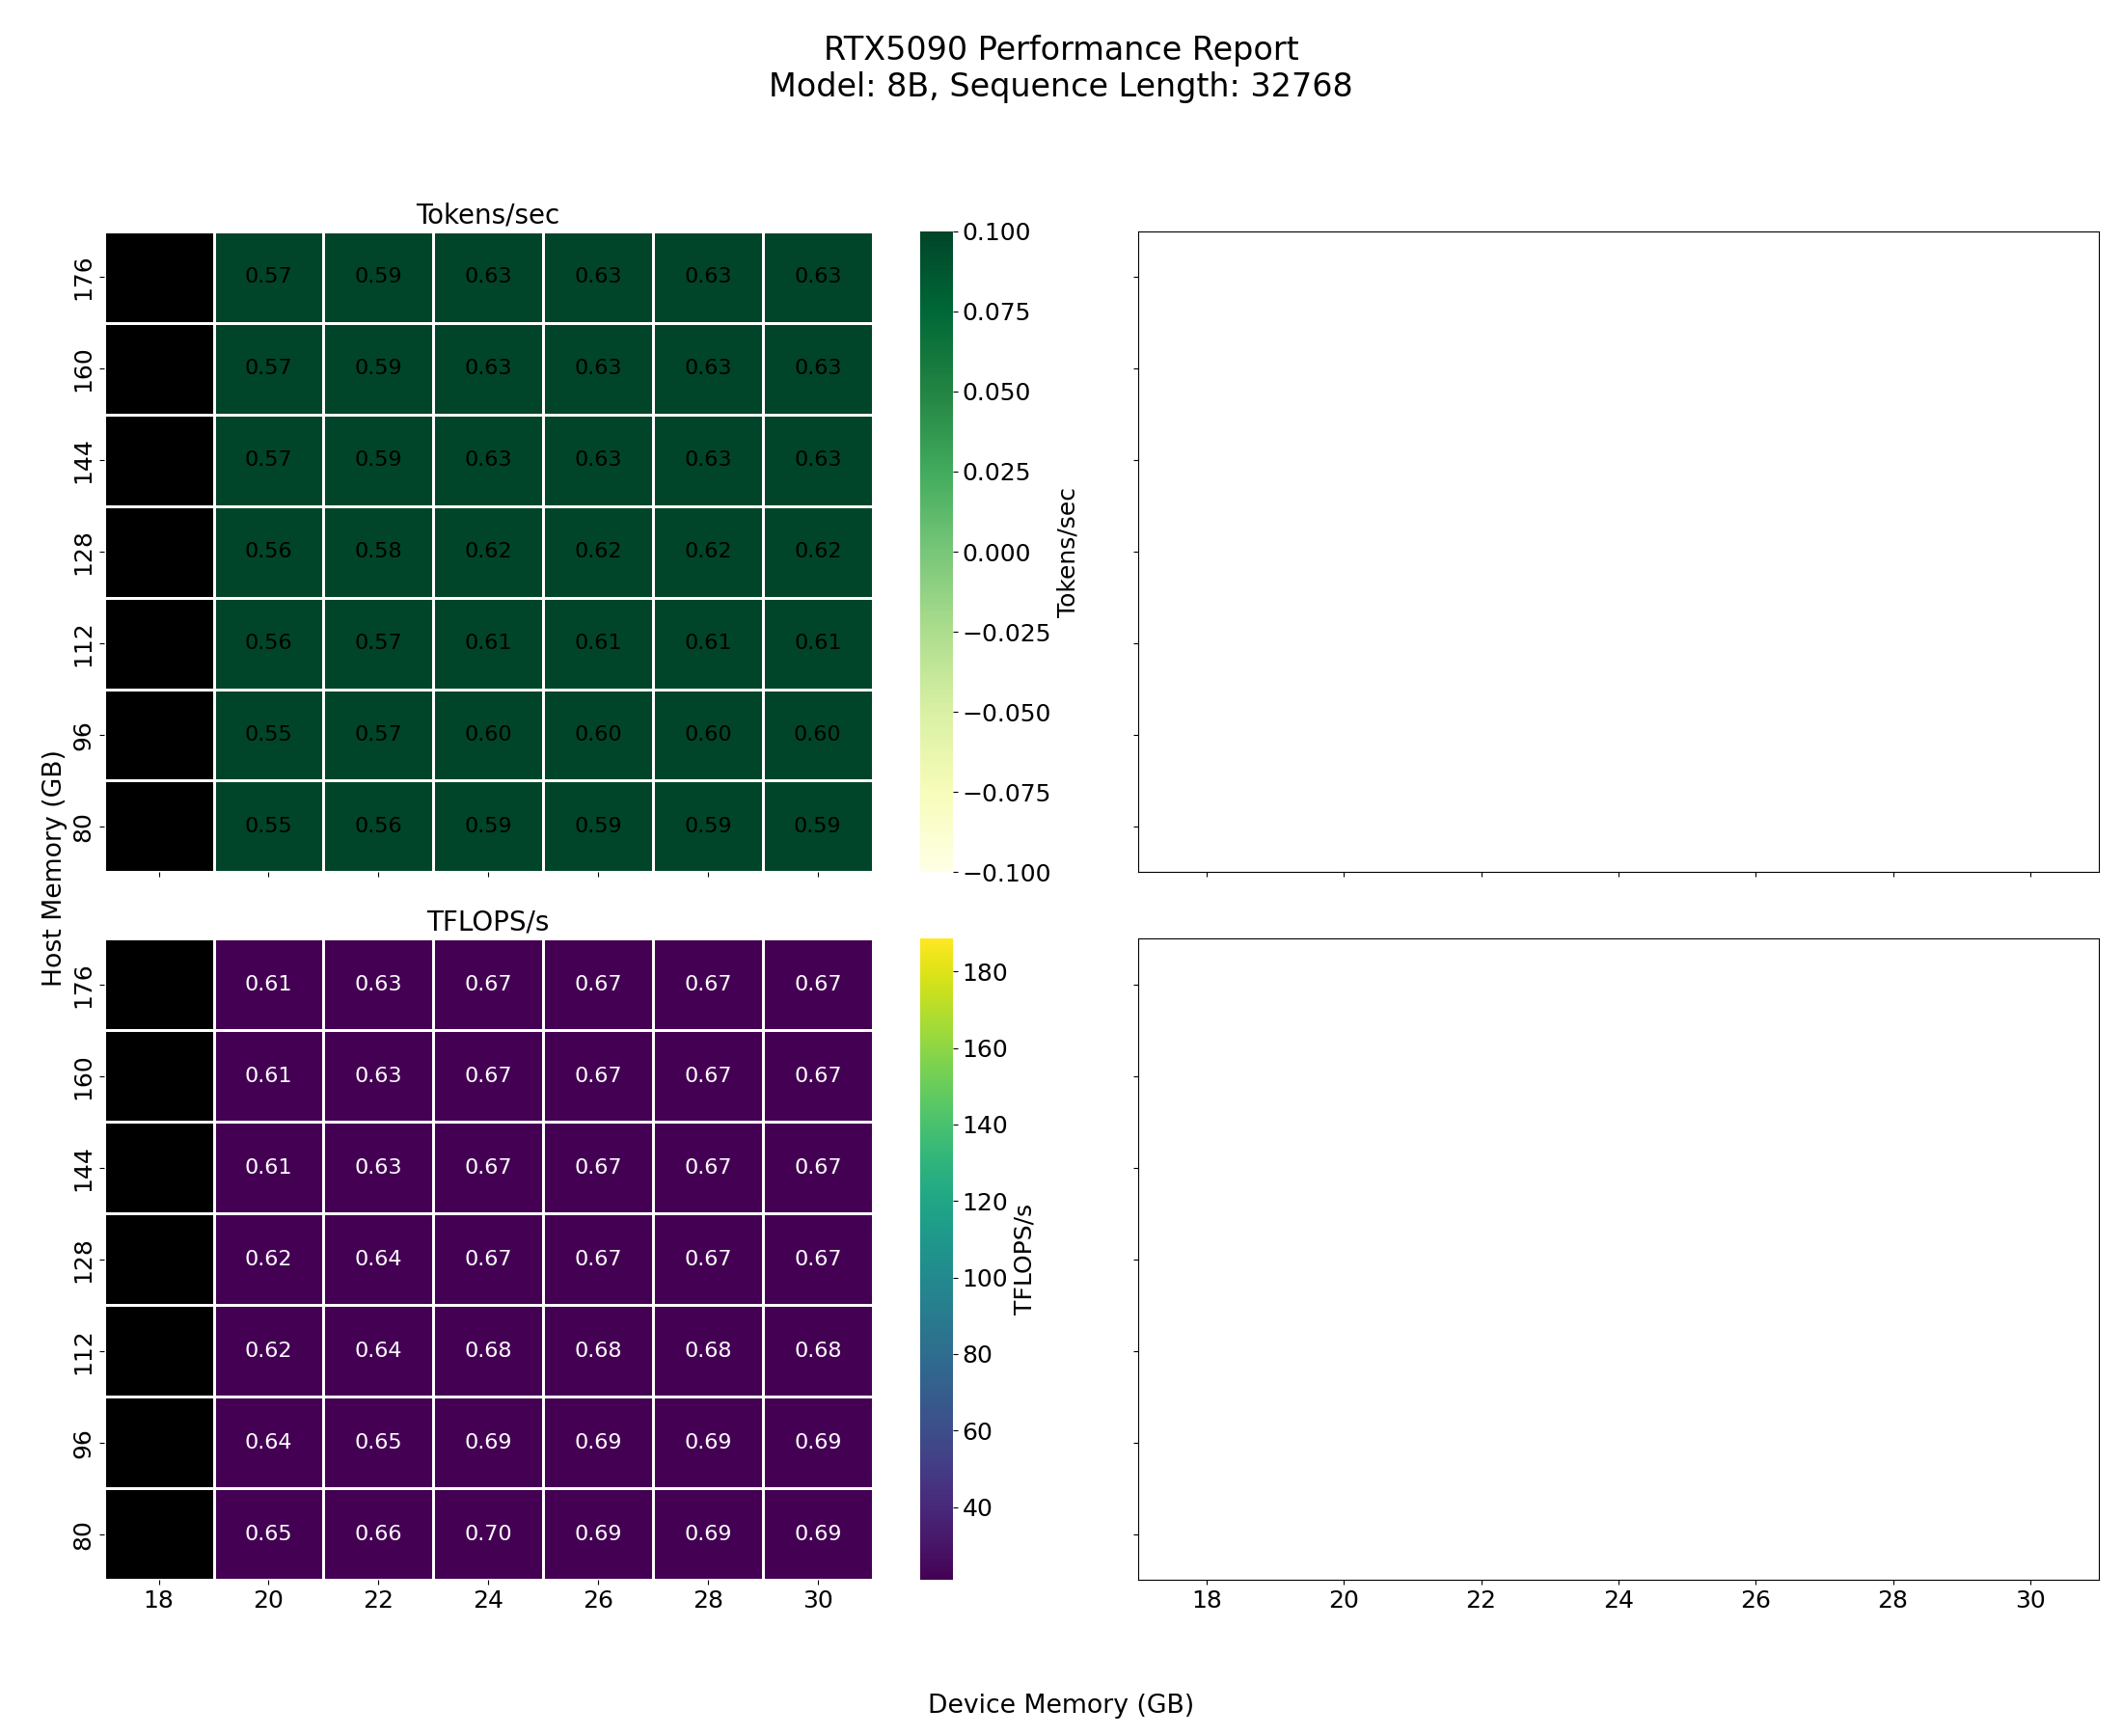 RTX5090 Performance Report
Model: 8B, Sequence Length: 32768
Tokens/sec
176 0.57 0.59 0.63 0.63 0.63 0.63
160 0.57 0.59 0.63 0.63 0.63 0.63
144 0.57 0.59 0.63 0.63 0.63 0.63
128 0.56 0.58 0.62 0.62 0.62 0.62
112 0.56 0.57 0.61 0.61 0.61 0.61
96 0.55 0.57 0.60 0.60 0.60 0.60
80 0.55 0.56 0.59 0.59 0.59 0.59
0.100
0.075
0.050
0.025
0.000
−0.025
−0.050
−0.075
−0.100
Tokens/sec
Host Memory (GB)
TFLOPS/s
176 0.61 0.63 0.67 0.67 0.67 0.67
160 0.61 0.63 0.67 0.67 0.67 0.67
144 0.61 0.63 0.67 0.67 0.67 0.67
128 0.62 0.64 0.67 0.67 0.67 0.67
112 0.62 0.64 0.68 0.68 0.68 0.68
96 0.64 0.65 0.69 0.69 0.69 0.69
80 0.65 0.66 0.70 0.69 0.69 0.69
18 20 22 24 26 28 30
180
160
140
120
100
80
60
40
TFLOPS/s
18 20 22 24 26 28 30
Device Memory (GB)